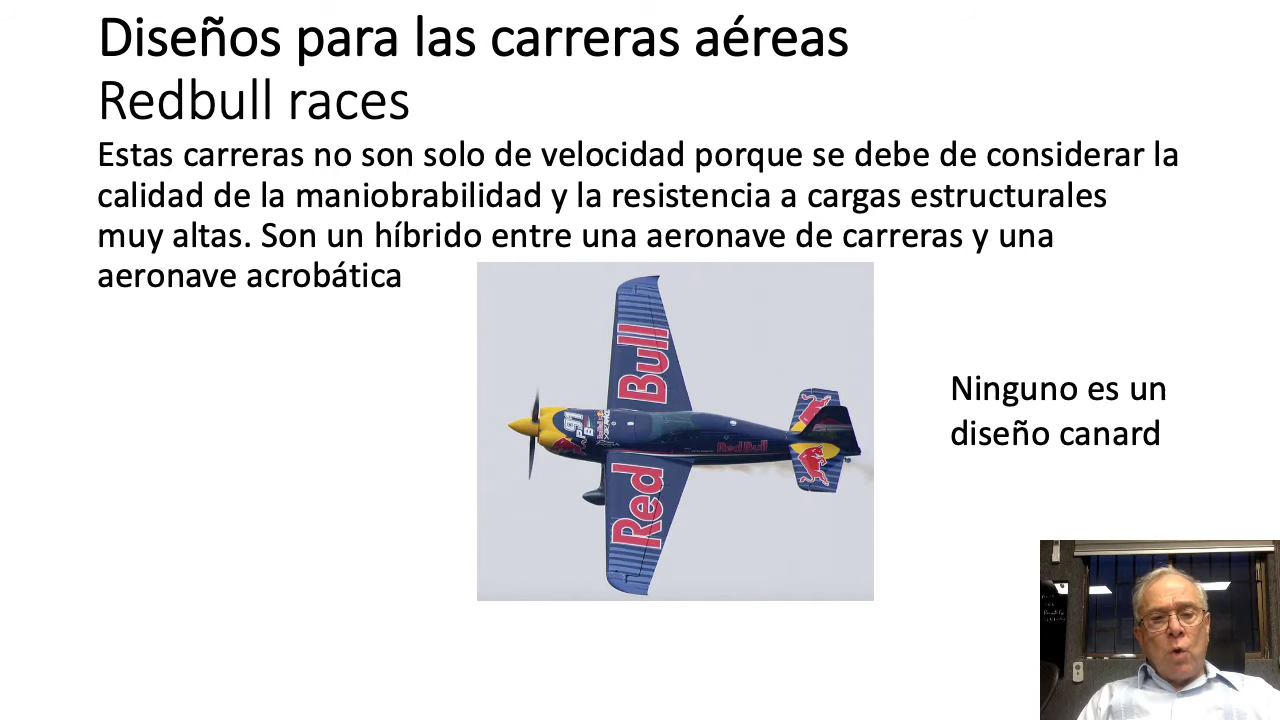 Diseños para las carreras aéreas
Redbull races
Estas carreras no son solo de velocidad porque se debe de considerar la
calidad de la maniobrabilidad y la resistencia a cargas estructurales
muy altas. Son un híbrido entre una aeronave de carreras y una
aeronave acrobática
Bull
91
Red Bull
Red
Ninguno es un
diseño canard